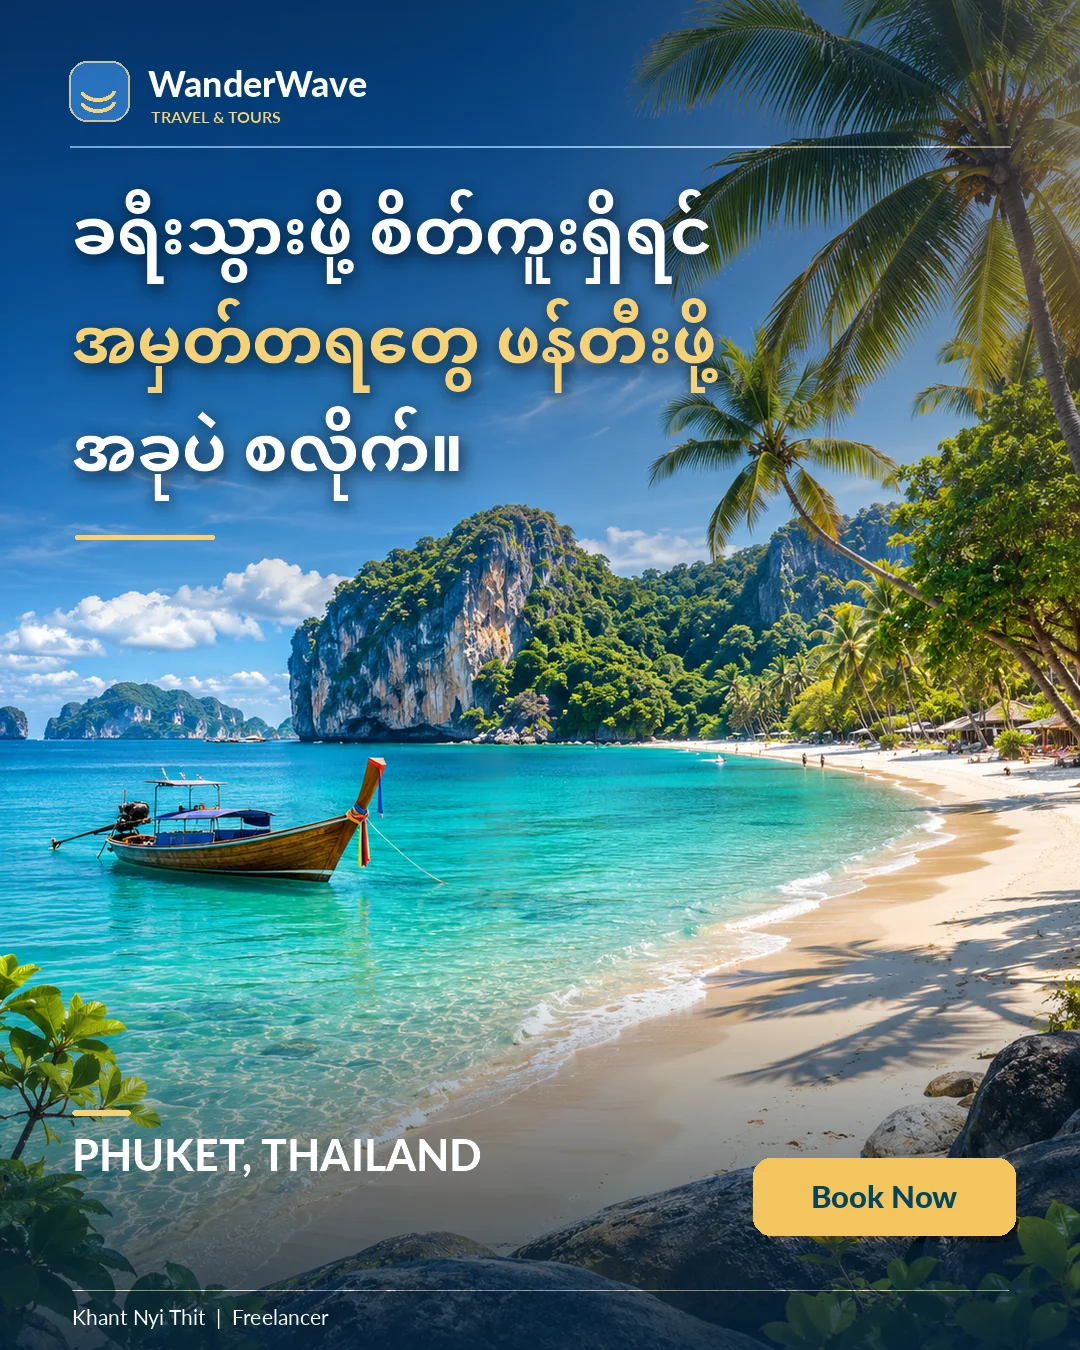 WanderWave
TRAVEL & TOURS
ခရီးသွားဖို့ စိတ်ကူးရှိရင်
အမှတ်တရတွေ ဖန်တီးဖို့
အခုပဲ စလိုက်။
PHUKET, THAILAND
Book Now
Khant Nyi Thit | Freelancer